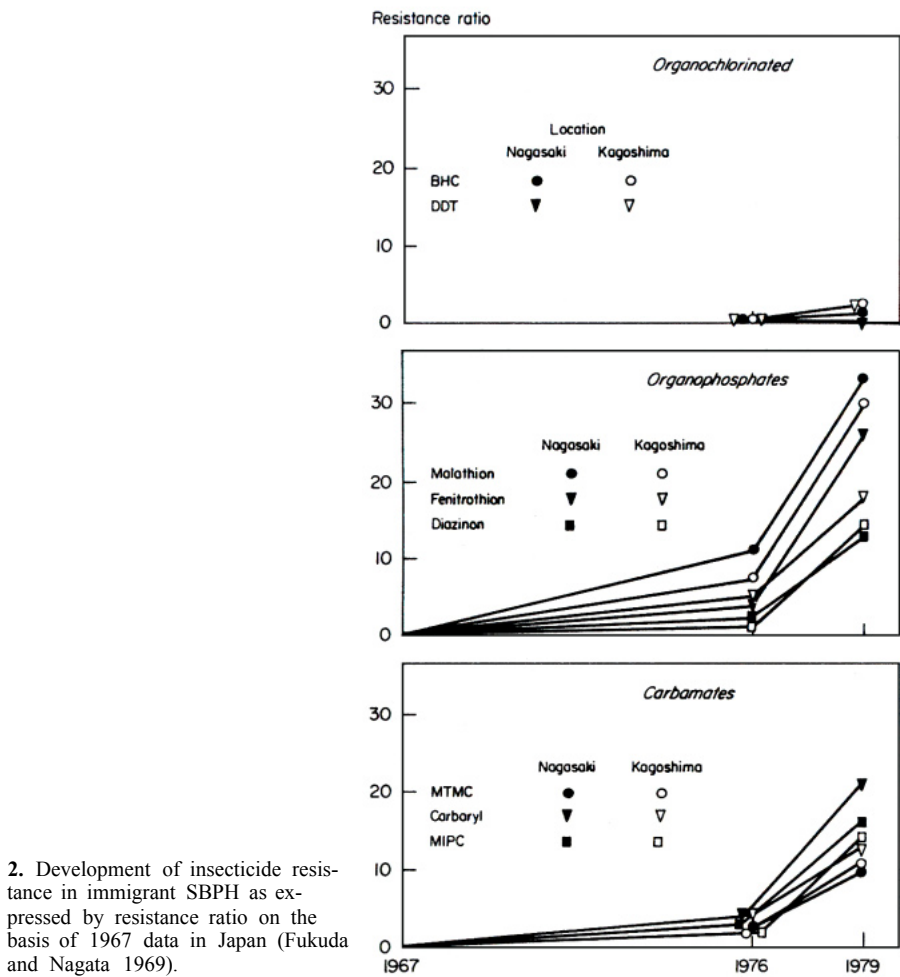 Resistance ratio
Organochlorinated
30
Location
Nagasaki Kagoshima
20
BHC
DDT
10
0
Organophosphates
30
Nagasaki Kagoshima
Malathion
20
Fenitrothion
Diazinon
10
0
Carbamates
30
Nagasaki Kagoshima
MTMC
20
Carbaryl
MIPC
10
0
1967 1976 1979
2. Development of insecticide resis-
tance in immigrant SBPH as ex-
pressed by resistance ratio on the
basis of 1967 data in Japan (Fukuda
and Nagata 1969).